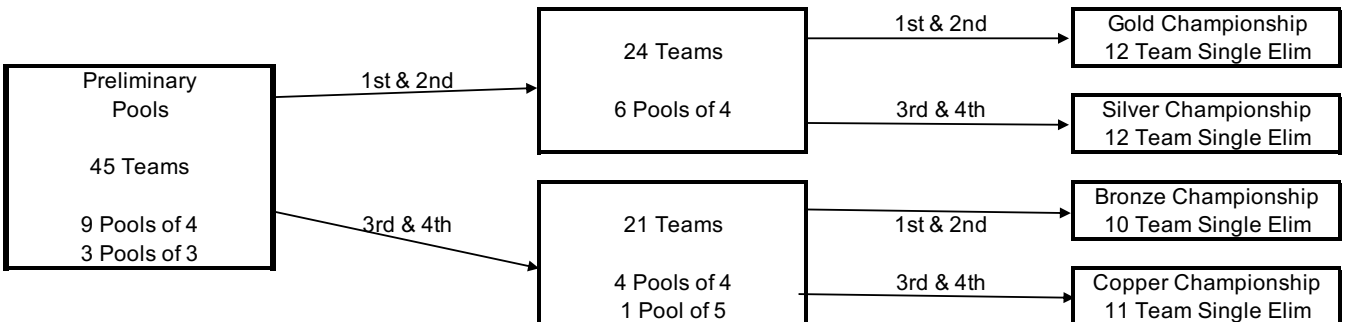 Preliminary
Pools
45 Teams
9 Pools of 4
3 Pools of 3
1st & 2nd
3rd & 4th
24 Teams
6 Pools of 4
21 Teams
4 Pools of 4
1 Pool of 5
1st & 2nd
3rd & 4th
1st & 2nd
3rd & 4th
Gold Championship
12 Team Single Elim
Silver Championship
12 Team Single Elim
Bronze Championship
10 Team Single Elim
Copper Championship
11 Team Single Elim